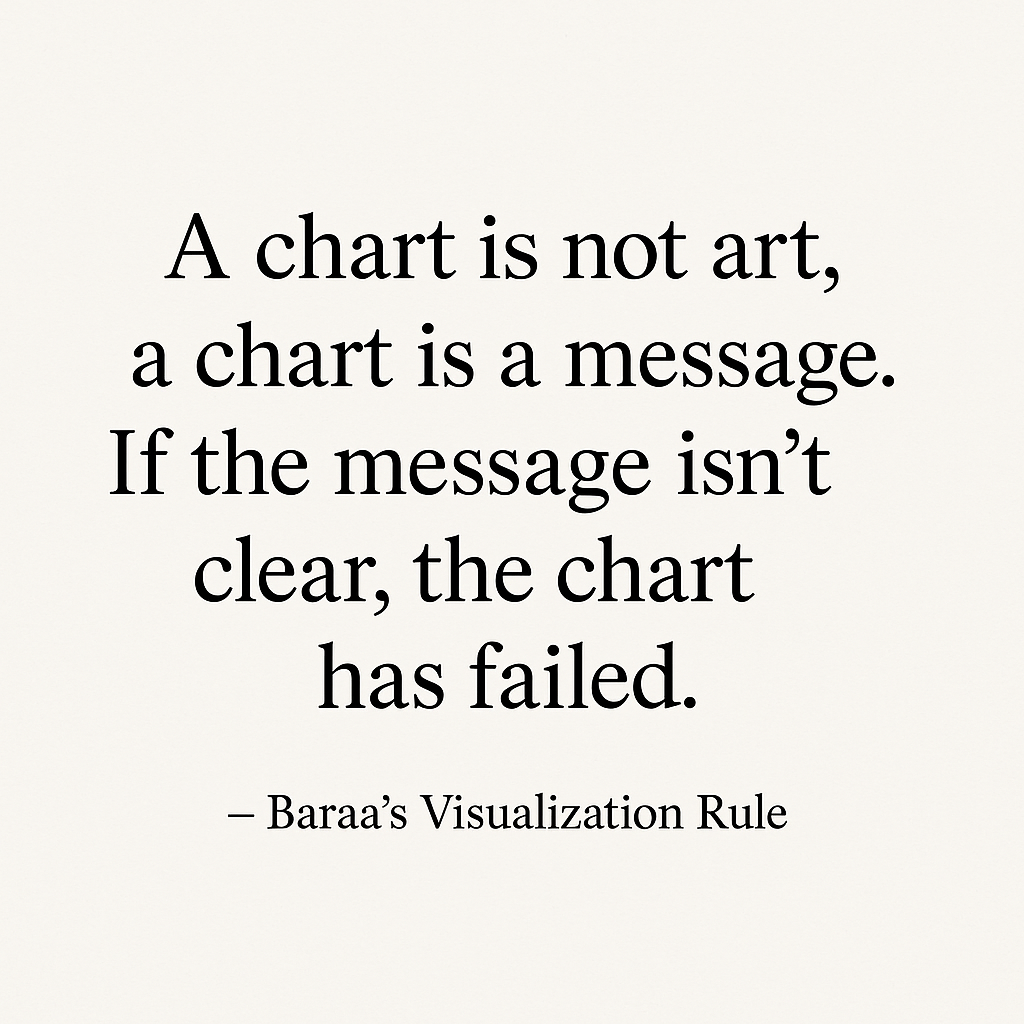 A chart is not art,
a chart is a message.
If the message isn’t
clear, the chart
has failed.
– Baraa’s Visualization Rule